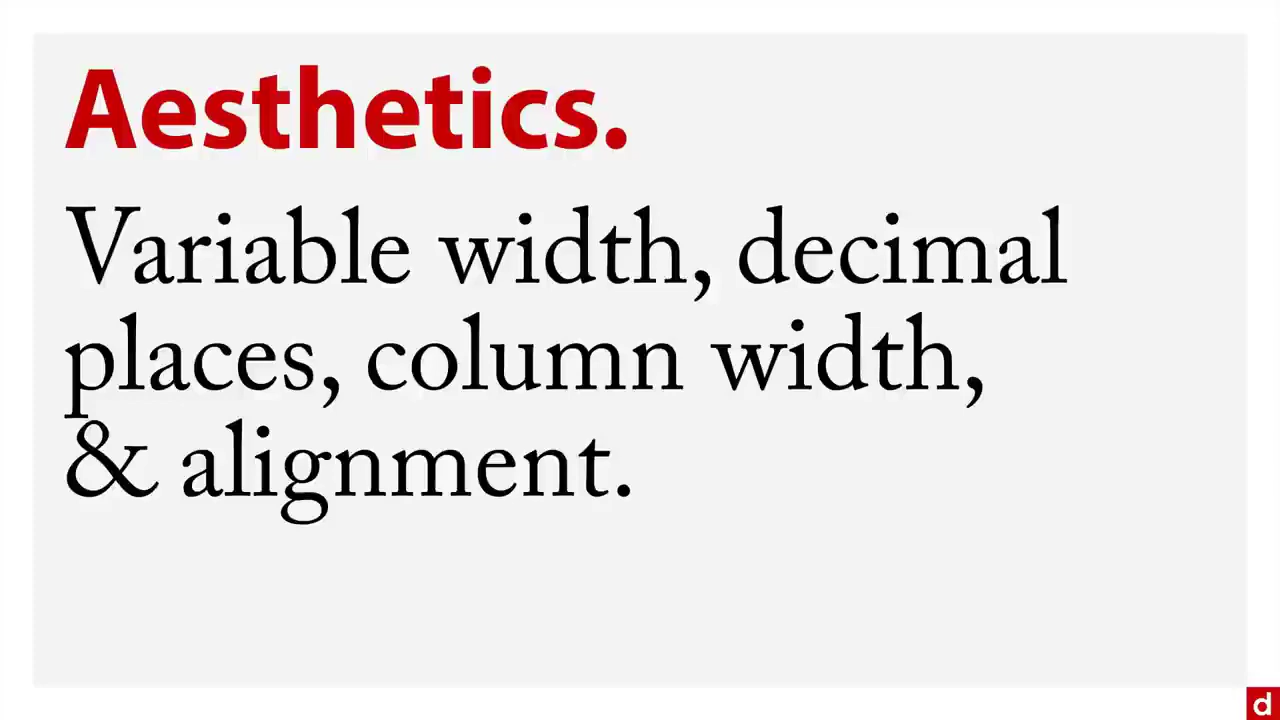 Aesthetics.
Variable width, decimal
places, column width,
& alignment.
d